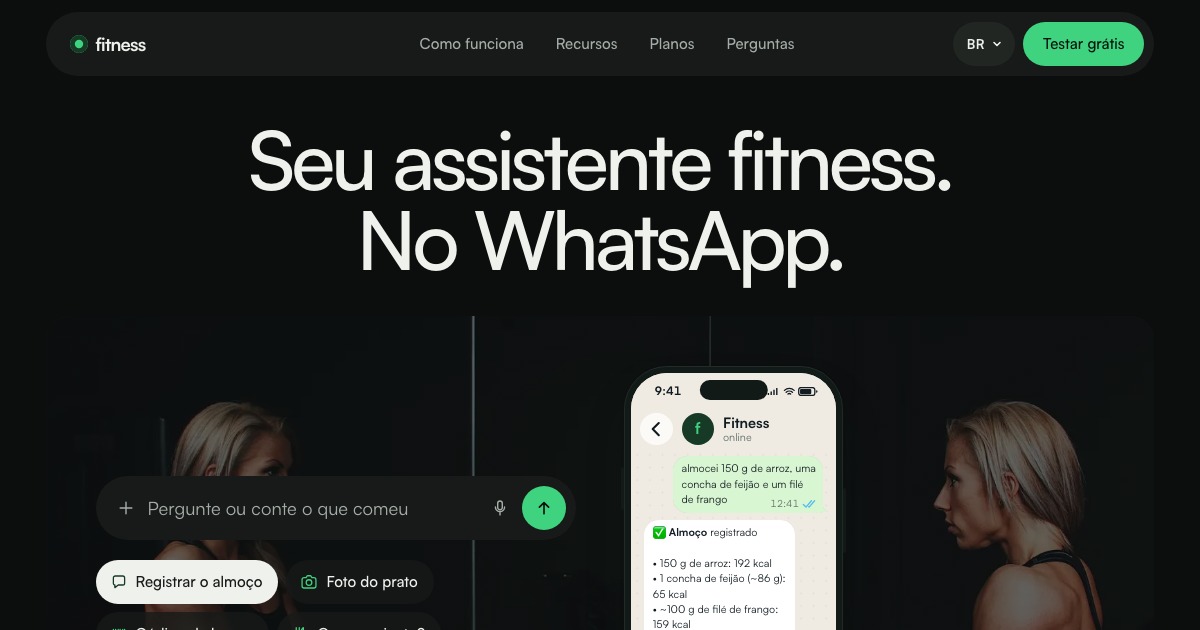 fitness
Como funciona
Recursos
Planos
Perguntas
BR
Testar grátis
Seu assistente fitness.
No WhatsApp.
Pergunte ou conte o que comeu
Registrar o almoço
Foto do prato
9:41
f
Fitness
online
almocei 150 g de arroz, uma
concha de feijão e um filé
de frango
12:41
✅ Almoço registrado
• 150 g de arroz: 192 kcal
• 1 concha de feijão (~86 g):
65 kcal
• ~100 g de filé de frango:
159 kcal